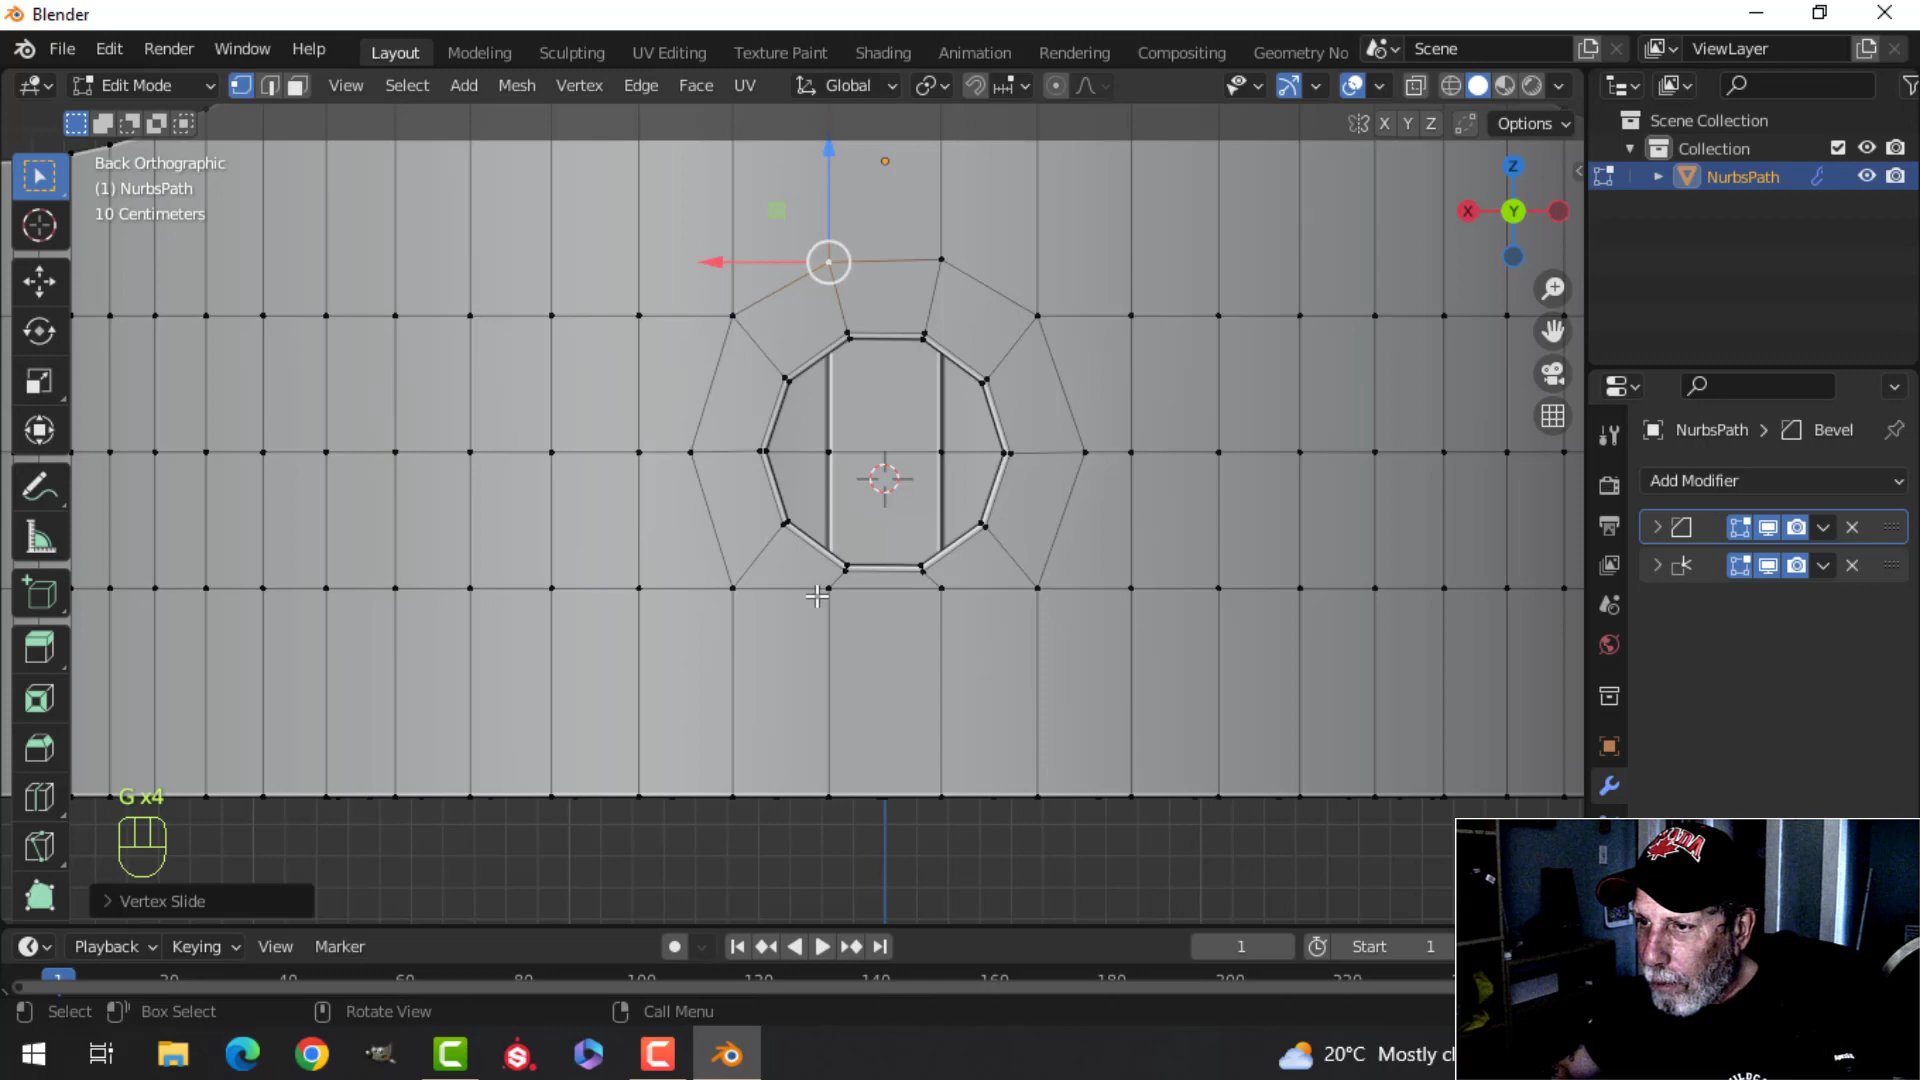 Blender
File Edit Render Window Help Layout Modeling Sculpting UV Editing Texture Paint Shading Animation Rendering Compositing Geometry No Scene ViewLayer
Edit Mode View Select Add Mesh Vertex Edge Face UV Global
X Y Z Options
Back Orthographic
(1) NurbsPath
10 Centimeters
Z
X
Y
Scene Collection
Collection
NurbsPath
NurbsPath > Bevel
Add Modifier
G x4
Vertex Slide
Playback Keying View Marker 1 Start 1
1 20 40 60 80 100 120 140 160 180 200 220
Select Box Select Rotate View Call Menu
20°C Mostly cl